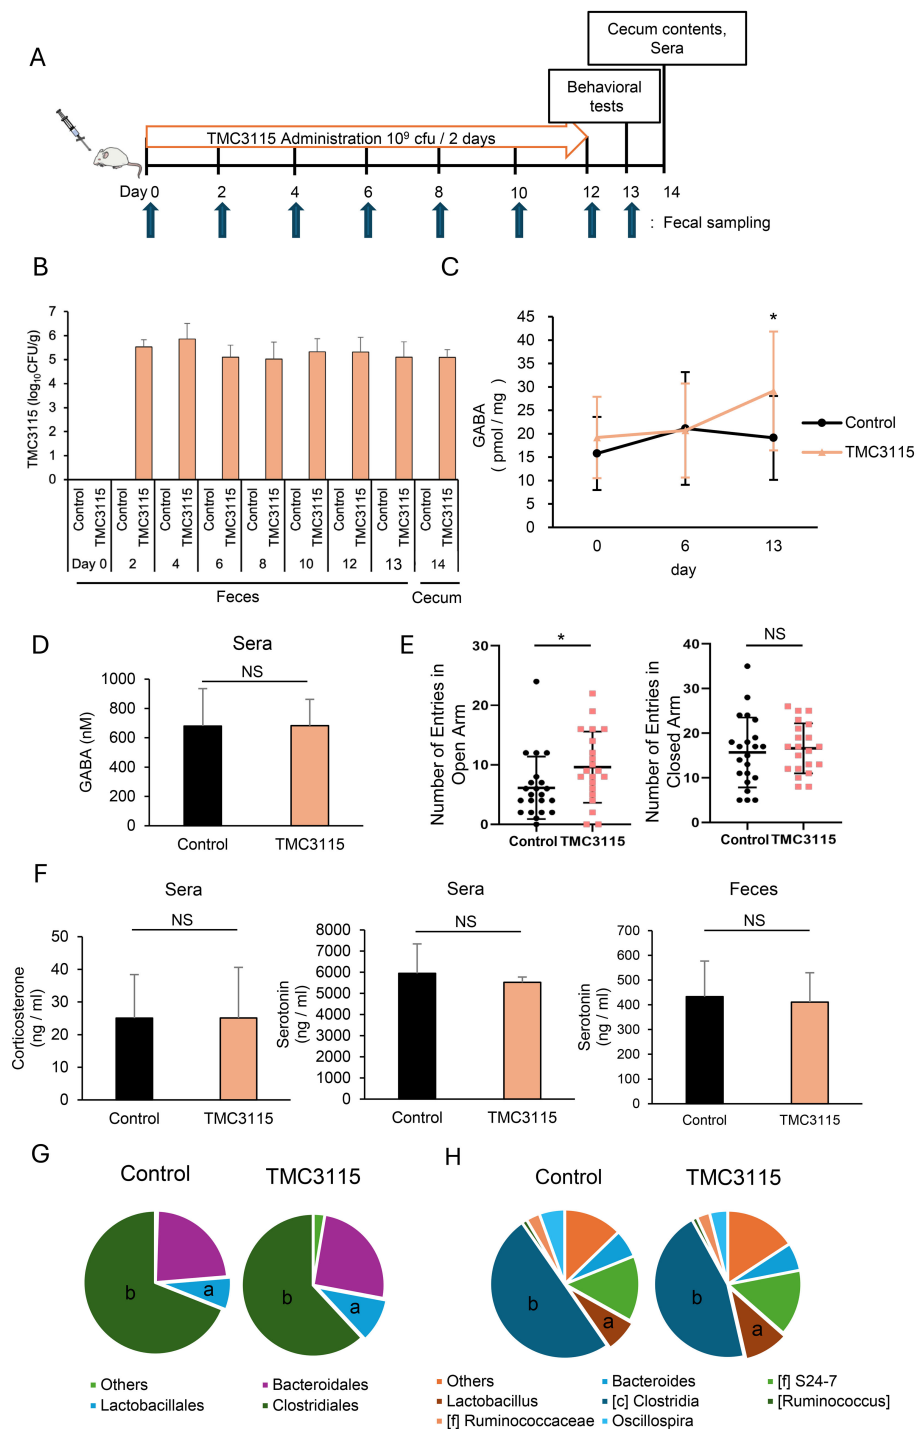 A
Cecum contents,
Sera
Behavioral
tests
TMC3115 Administration 10⁹ cfu / 2 days
Day 0 2 4 6 8 10 12 13 14
: Fecal sampling
B
TMC3115 (log₁₀CFU/g)
7
6
5
4
3
2
1
0
Control TMC3115 Control TMC3115 Control TMC3115 Control TMC3115 Control TMC3115 Control TMC3115 Control TMC3115 Control TMC3115 Control TMC3115
Day 0 2 4 6 8 10 12 13 14
Feces Cecum
C
GABA
( pmol / mg )
45
40
35
30
25
20
15
10
5
0
*
0 6 13
day
Control
TMC3115
D
Sera
NS
GABA (nM)
1000
800
600
400
200
0
Control TMC3115
E
Number of Entries in
Open Arm
30
20
10
0
*
Control TMC3115
Number of Entries in
Closed Arm
40
30
20
10
0
NS
Control TMC3115
F
Sera
NS
Corticosterone
(ng / ml)
50
40
30
20
10
0
Control TMC3115
Sera
NS
Serotonin
(ng / ml)
8000
7000
6000
5000
4000
3000
2000
1000
0
Control TMC3115
Feces
NS
Serotonin
(ng / ml)
700
600
500
400
300
200
100
0
Control TMC3115
G
Control TMC3115
b a b a
Others Bacteroidales
Lactobacillales Clostridiales
H
Control TMC3115
b a b a
Others Bacteroides [f] S24-7
Lactobacillus [c] Clostridia [Ruminococcus]
[f] Ruminococcaceae Oscillospira